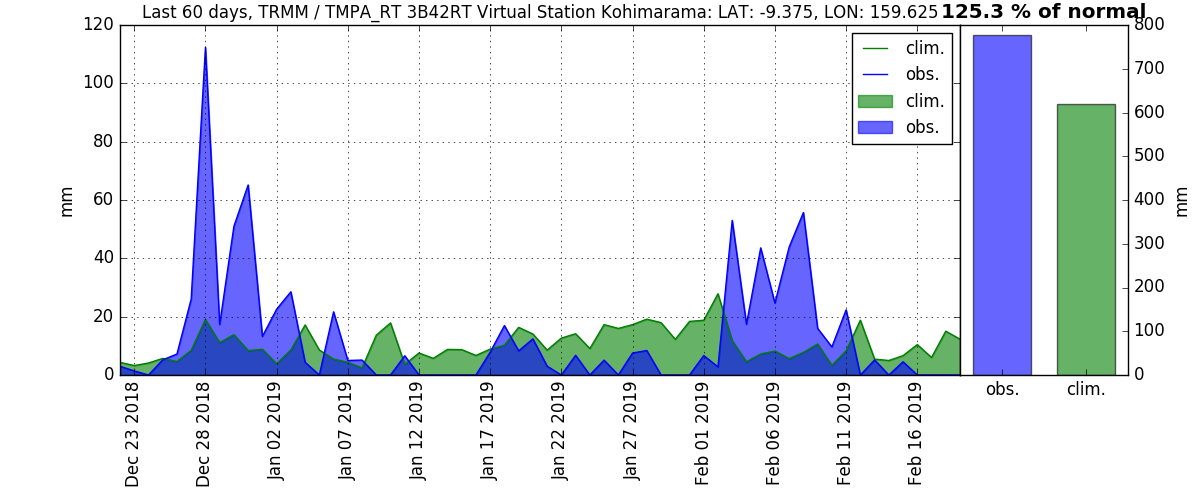 Last 60 days, TRMM / TMPA_RT 3B42RT Virtual Station Kohimarama: LAT: -9.375, LON: 159.625
125.3 % of normal
mm
120
100
80
60
40
20
0
clim.
obs.
clim.
obs.
Dec 23 2018
Dec 28 2018
Jan 02 2019
Jan 07 2019
Jan 12 2019
Jan 17 2019
Jan 22 2019
Jan 27 2019
Feb 01 2019
Feb 06 2019
Feb 11 2019
Feb 16 2019
800
700
600
500
400
300
200
100
0
mm
obs.
clim.